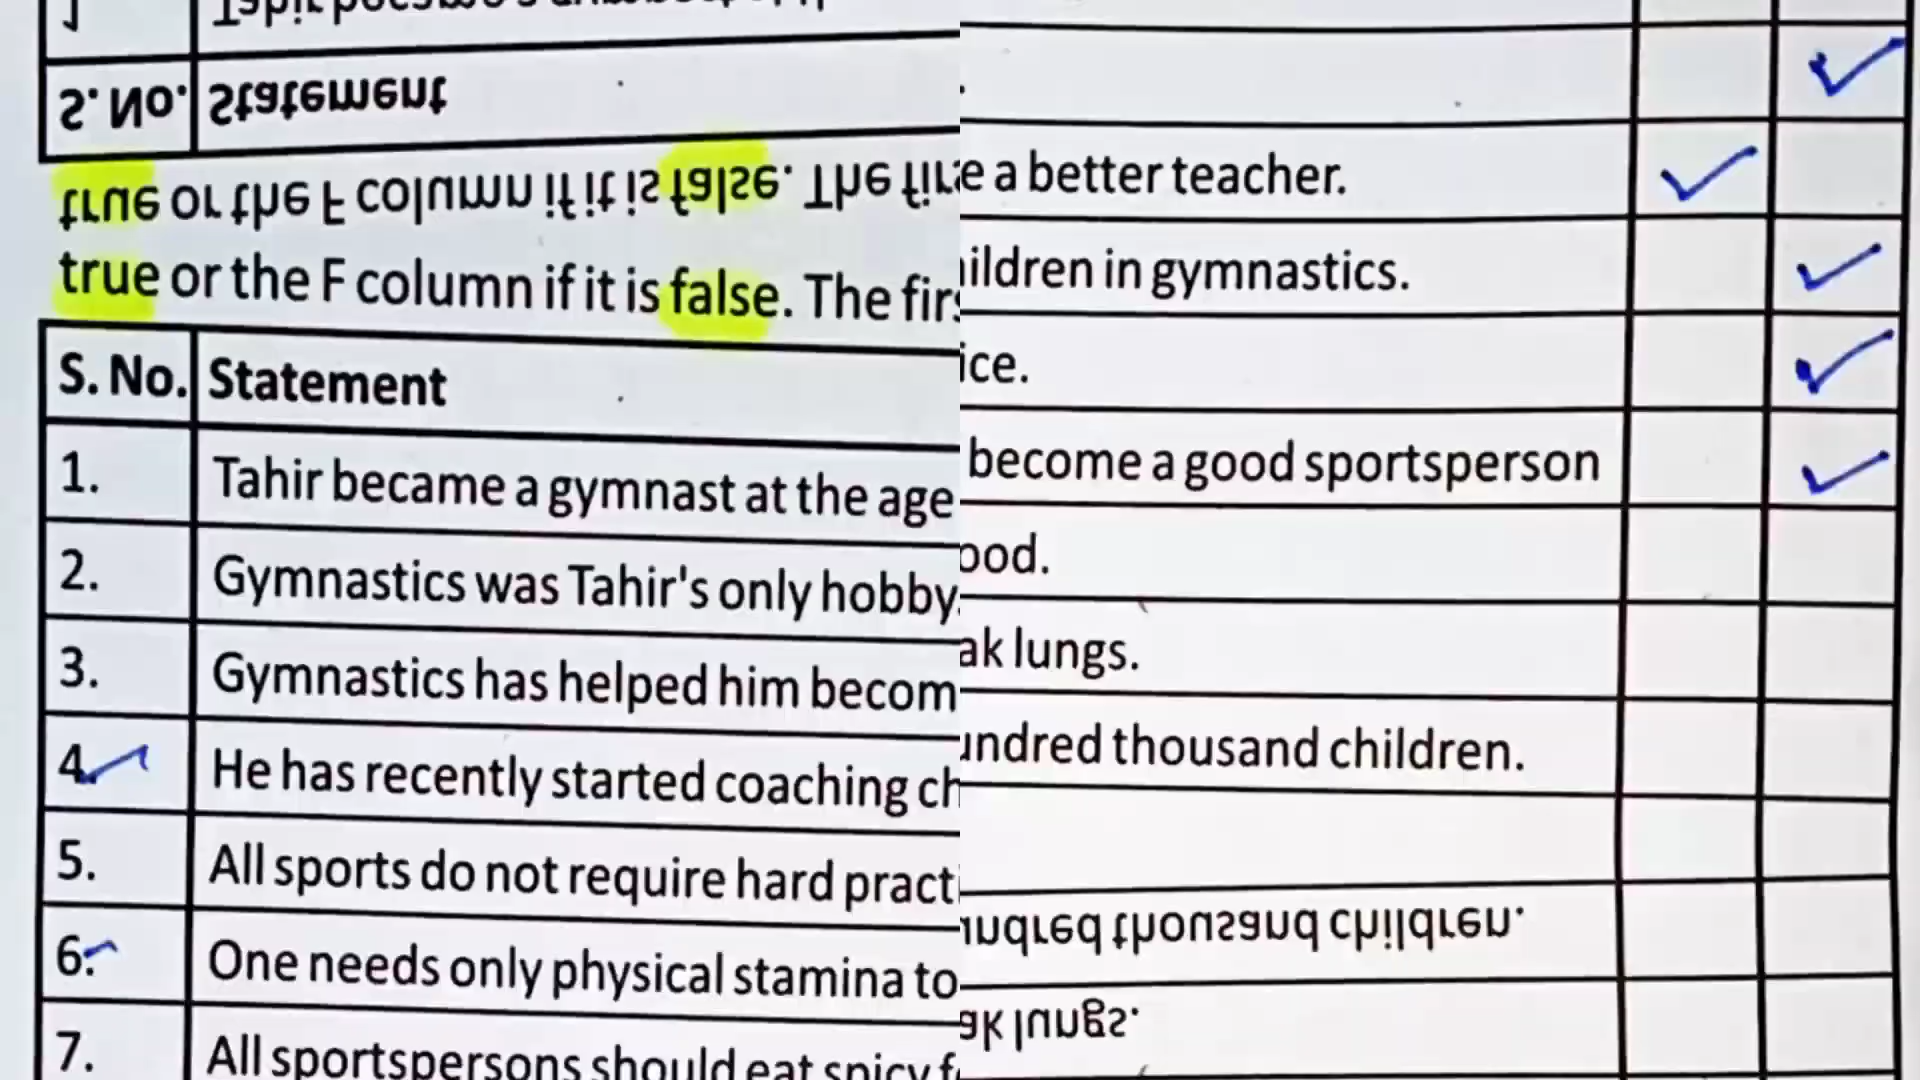 true or the F column if it is false. The firs
S. No. Statement
1. Tahir became a gymnast at the age
2. Gymnastics was Tahir's only hobby
3. Gymnastics has helped him becom
4. He has recently started coaching ch
5. All sports do not require hard pract
6. One needs only physical stamina to
7. All sportspersons should eat spicy f
e a better teacher.
ildren in gymnastics.
ice.
become a good sportsperson
ood.
ak lungs.
undred thousand children.